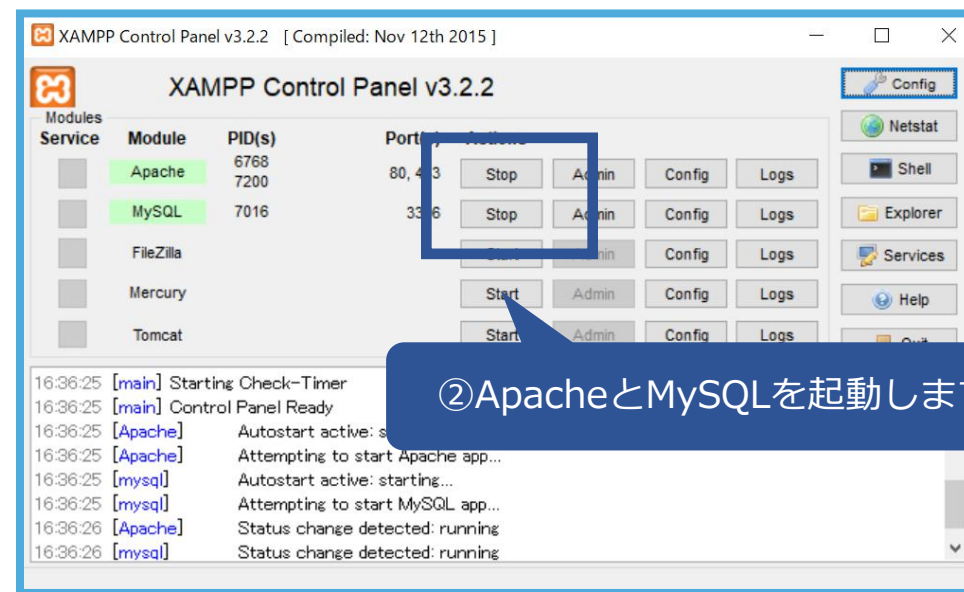 XAMPP Control Panel v3.2.2 [ Compiled: Nov 12th 2015 ]
XAMPP Control Panel v3.2.2
Config
Modules
Service Module PID(s)
Netstat
Apache 6768 7200 Stop Config Logs
Shell
MySQL 7016 Stop Config Logs
Explorer
FileZilla Config Logs
Services
Mercury Start Admin Config Logs
Help
Tomcat Start Admin Config Logs
②ApacheとMySQLを起動しま
16:36:25 [main] Starting Check-Timer
16:36:25 [main] Control Panel Ready
16:36:25 [Apache] Autostart active:
16:36:25 [Apache] Attempting to start Apache app...
16:36:25 [mysql] Autostart active: starting...
16:36:25 [mysql] Attempting to start MySQL app...
16:36:26 [Apache] Status change detected: running
16:36:26 [mysql] Status change detected: running